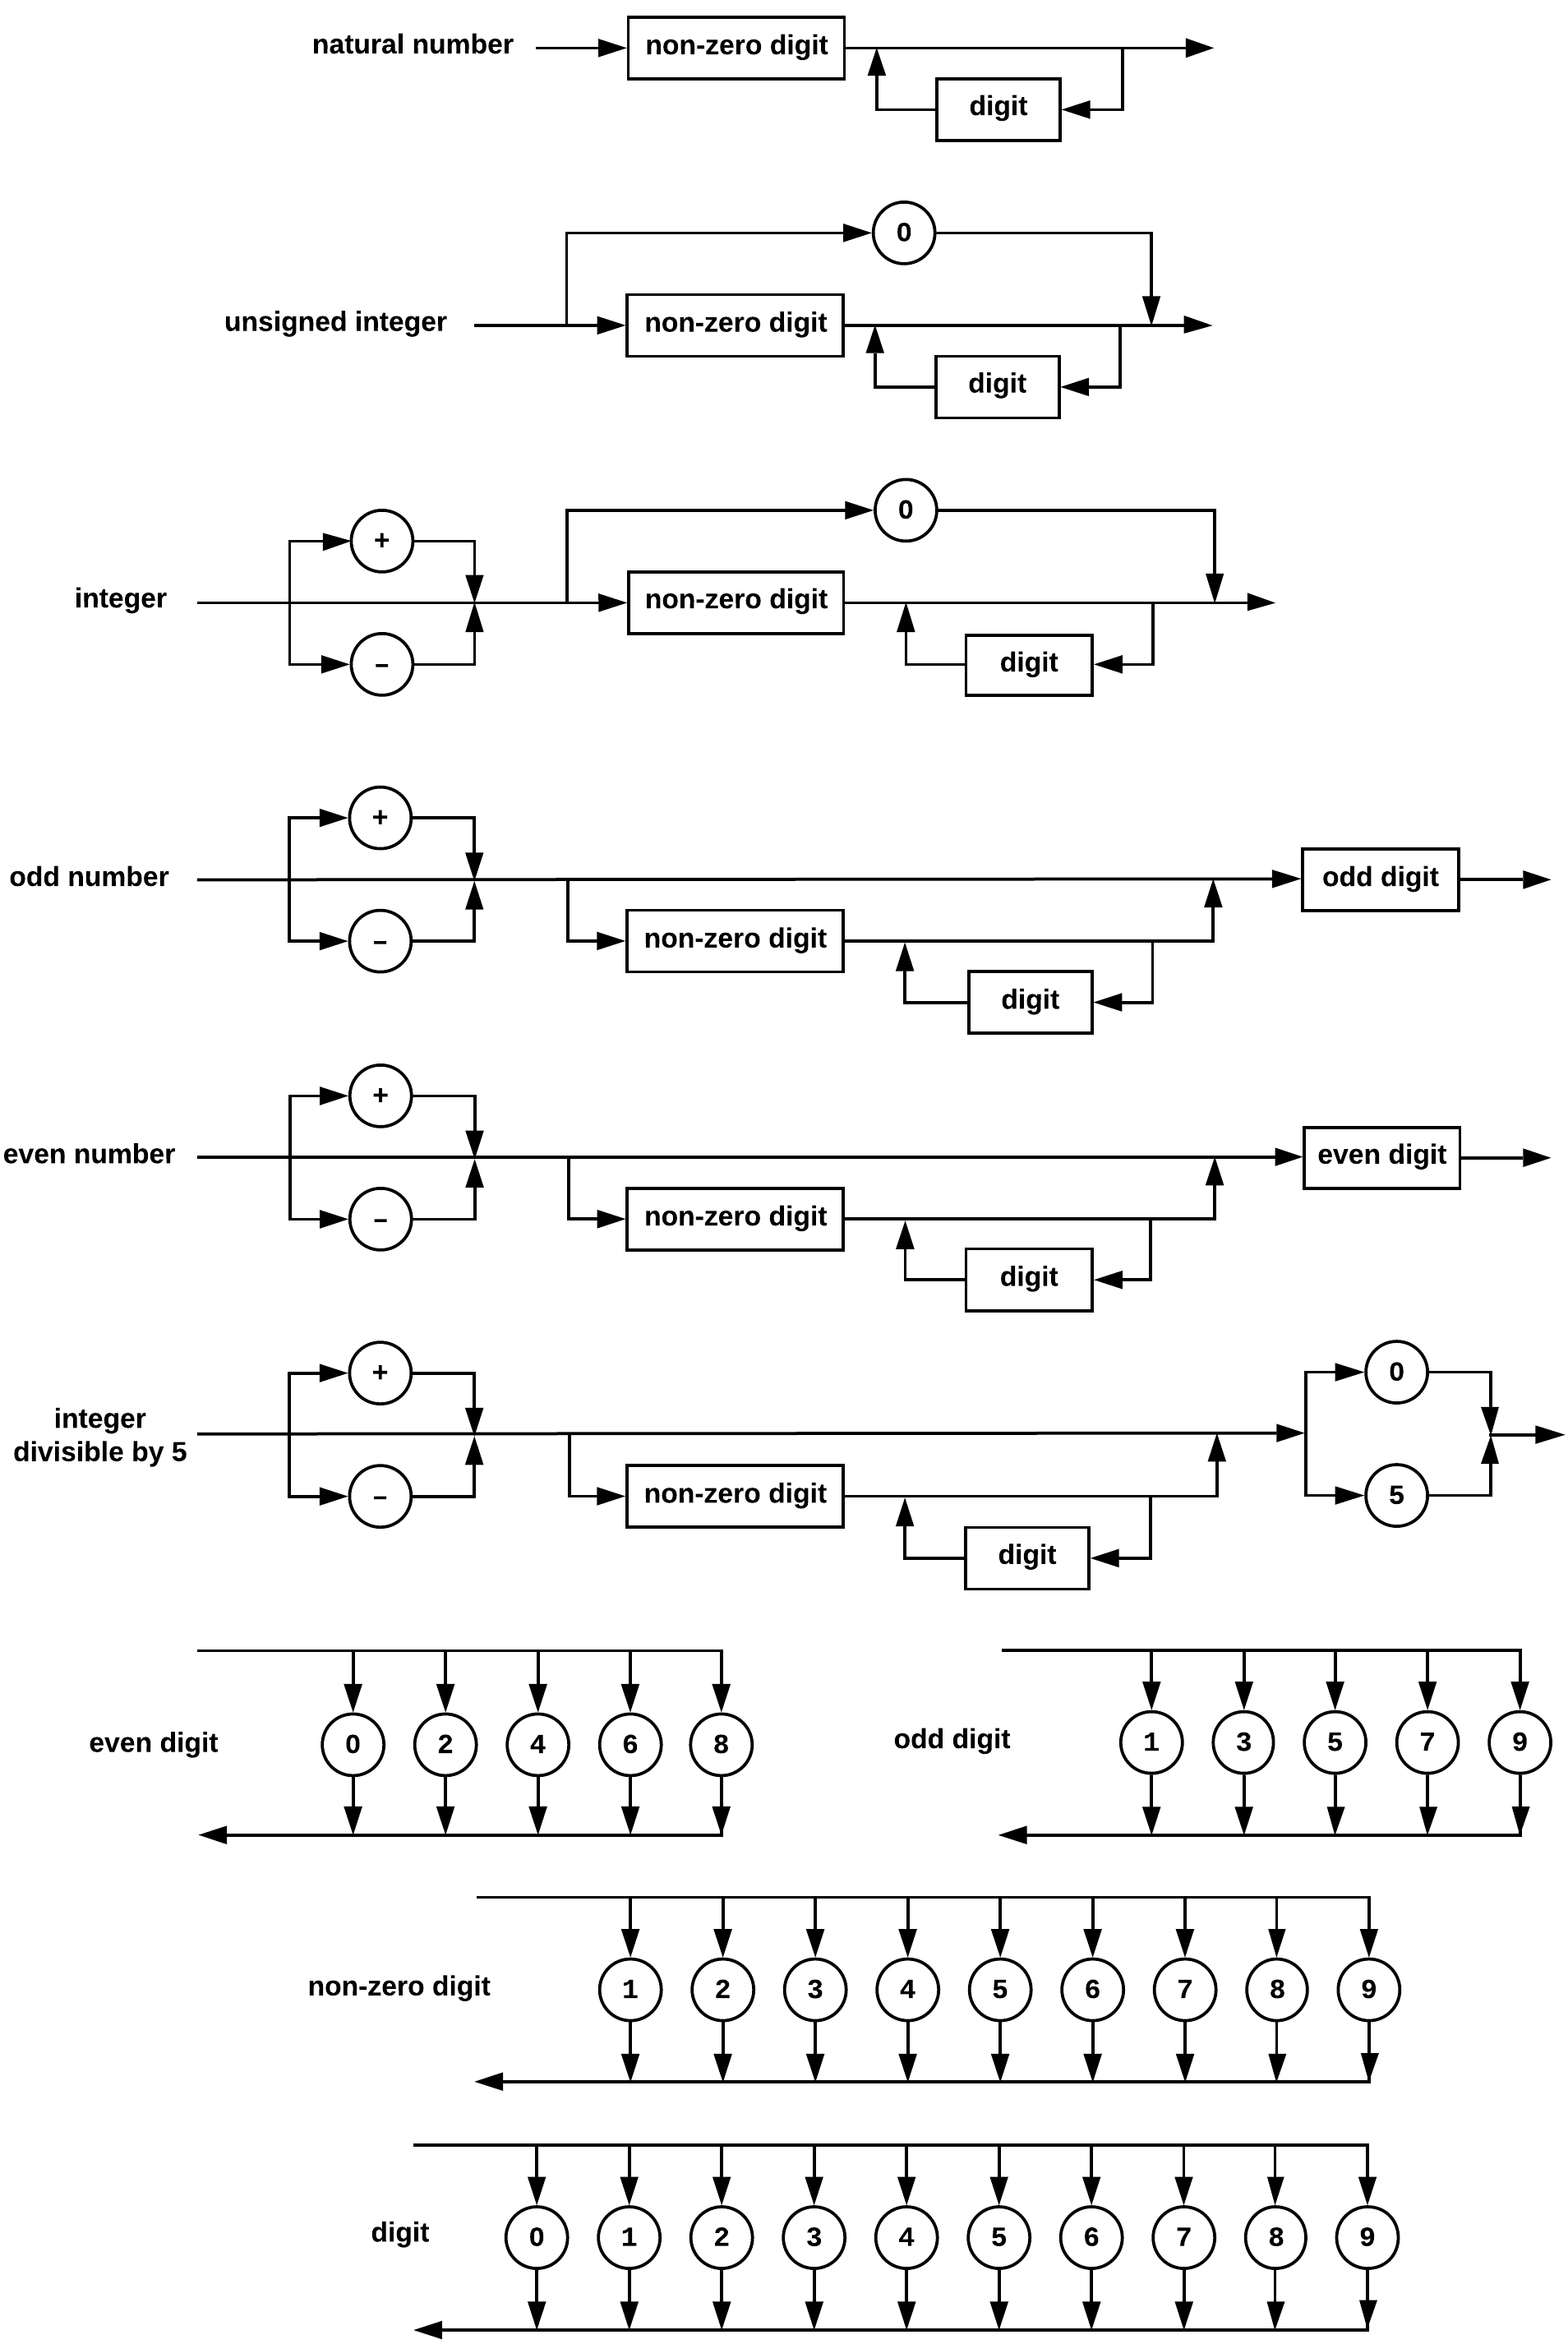 natural number non-zero digit
digit
0
unsigned integer non-zero digit
digit
0
+
integer non-zero digit
–
digit
+
odd number odd digit
– non-zero digit
digit
+
even number even digit
– non-zero digit
digit
+ 0
integer
divisible by 5
– non-zero digit 5
digit
even digit 0 2 4 6 8 odd digit 1 3 5 7 9
non-zero digit 1 2 3 4 5 6 7 8 9
digit 0 1 2 3 4 5 6 7 8 9